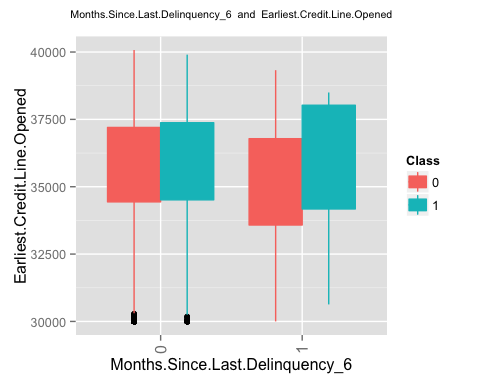 Months.Since.Last.Delinquency_6 and Earliest.Credit.Line.Opened
40000
37500
35000
32500
30000
Earliest.Credit.Line.Opened
0
1
Months.Since.Last.Delinquency_6
Class
0
1